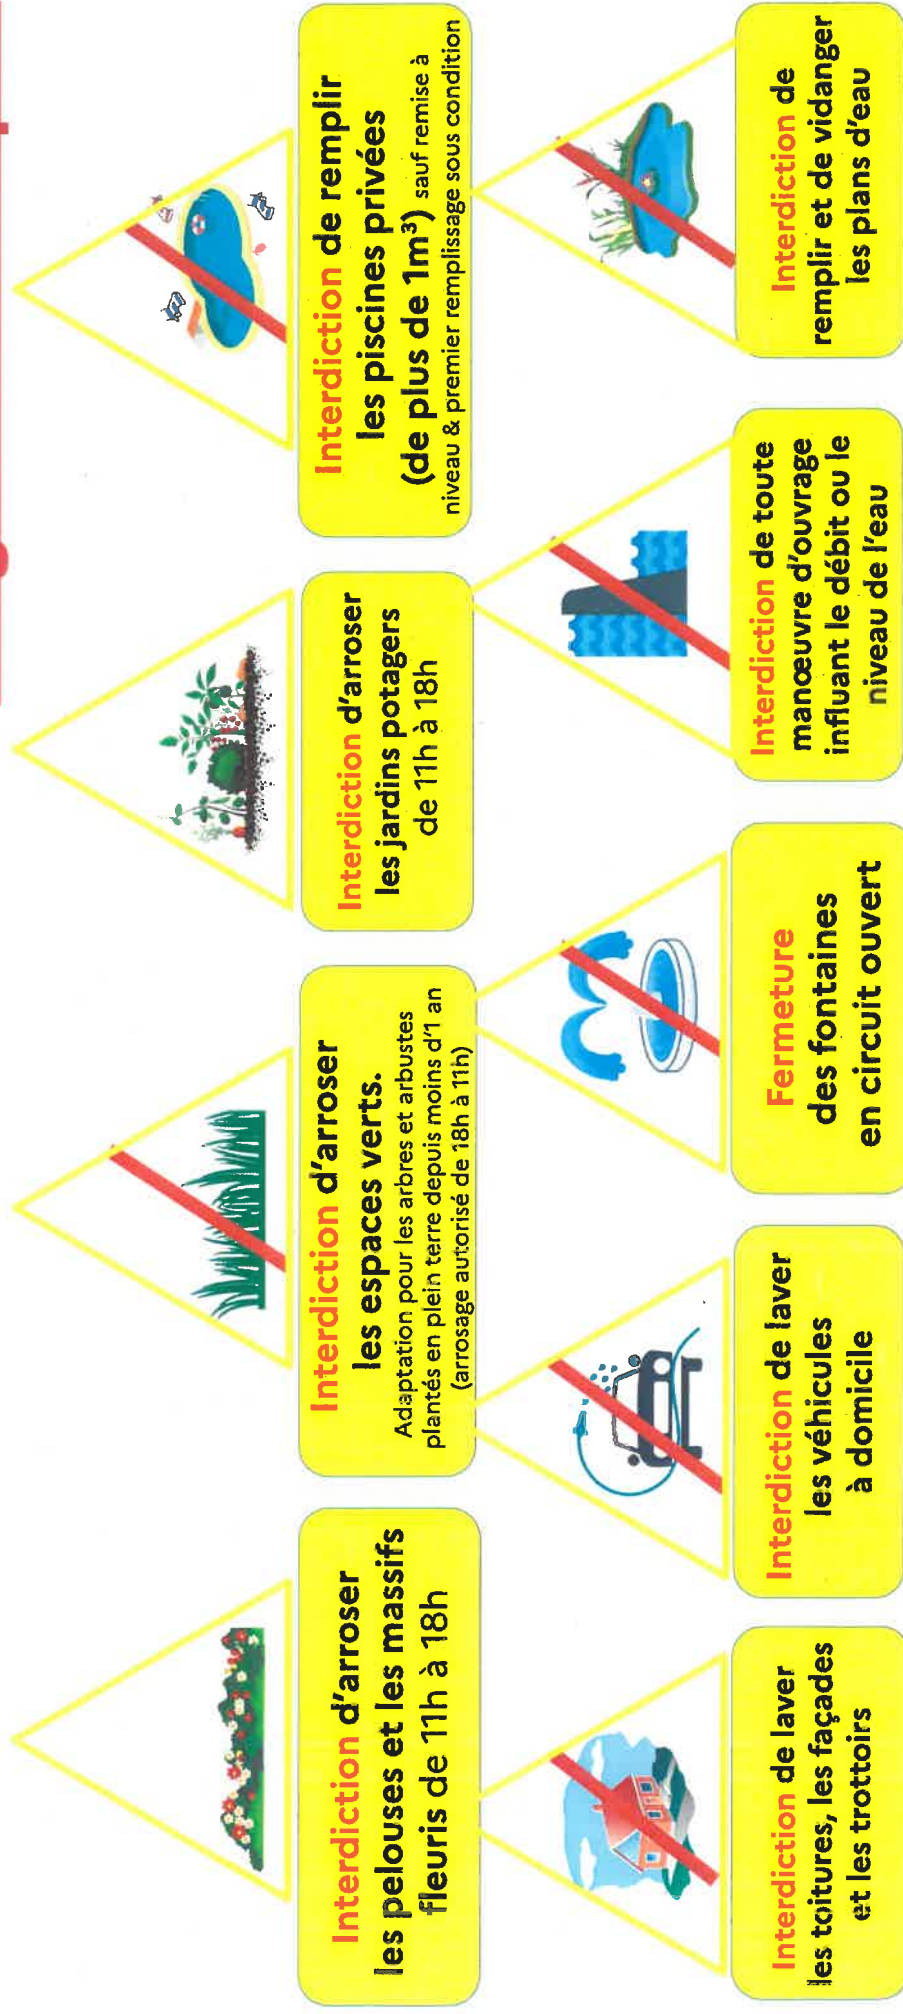 Interdiction d'arroser
les pelouses et les massifs
fleuris de 11h à 18h
Interdiction d'arroser
les espaces verts.
Adaptation pour les arbres et arbustes
plantés en plein terre depuis moins d'1 an
(arrosage autorisé de 18h à 11h)
Interdiction d'arroser
les jardins potagers
de 11h à 18h
Interdiction de remplir
les piscines privées
(de plus de 1m³) sauf remise à
niveau & premier remplissage sous condition
Interdiction de laver
les toitures, les façades
et les trottoirs
Interdiction de laver
les véhicules
à domicile
Fermeture
des fontaines
en circuit ouvert
Interdiction de toute
manœuvre d'ouvrage
influant le débit ou le
niveau de l'eau
Interdiction de
remplir et de vidanger
les plans d'eau